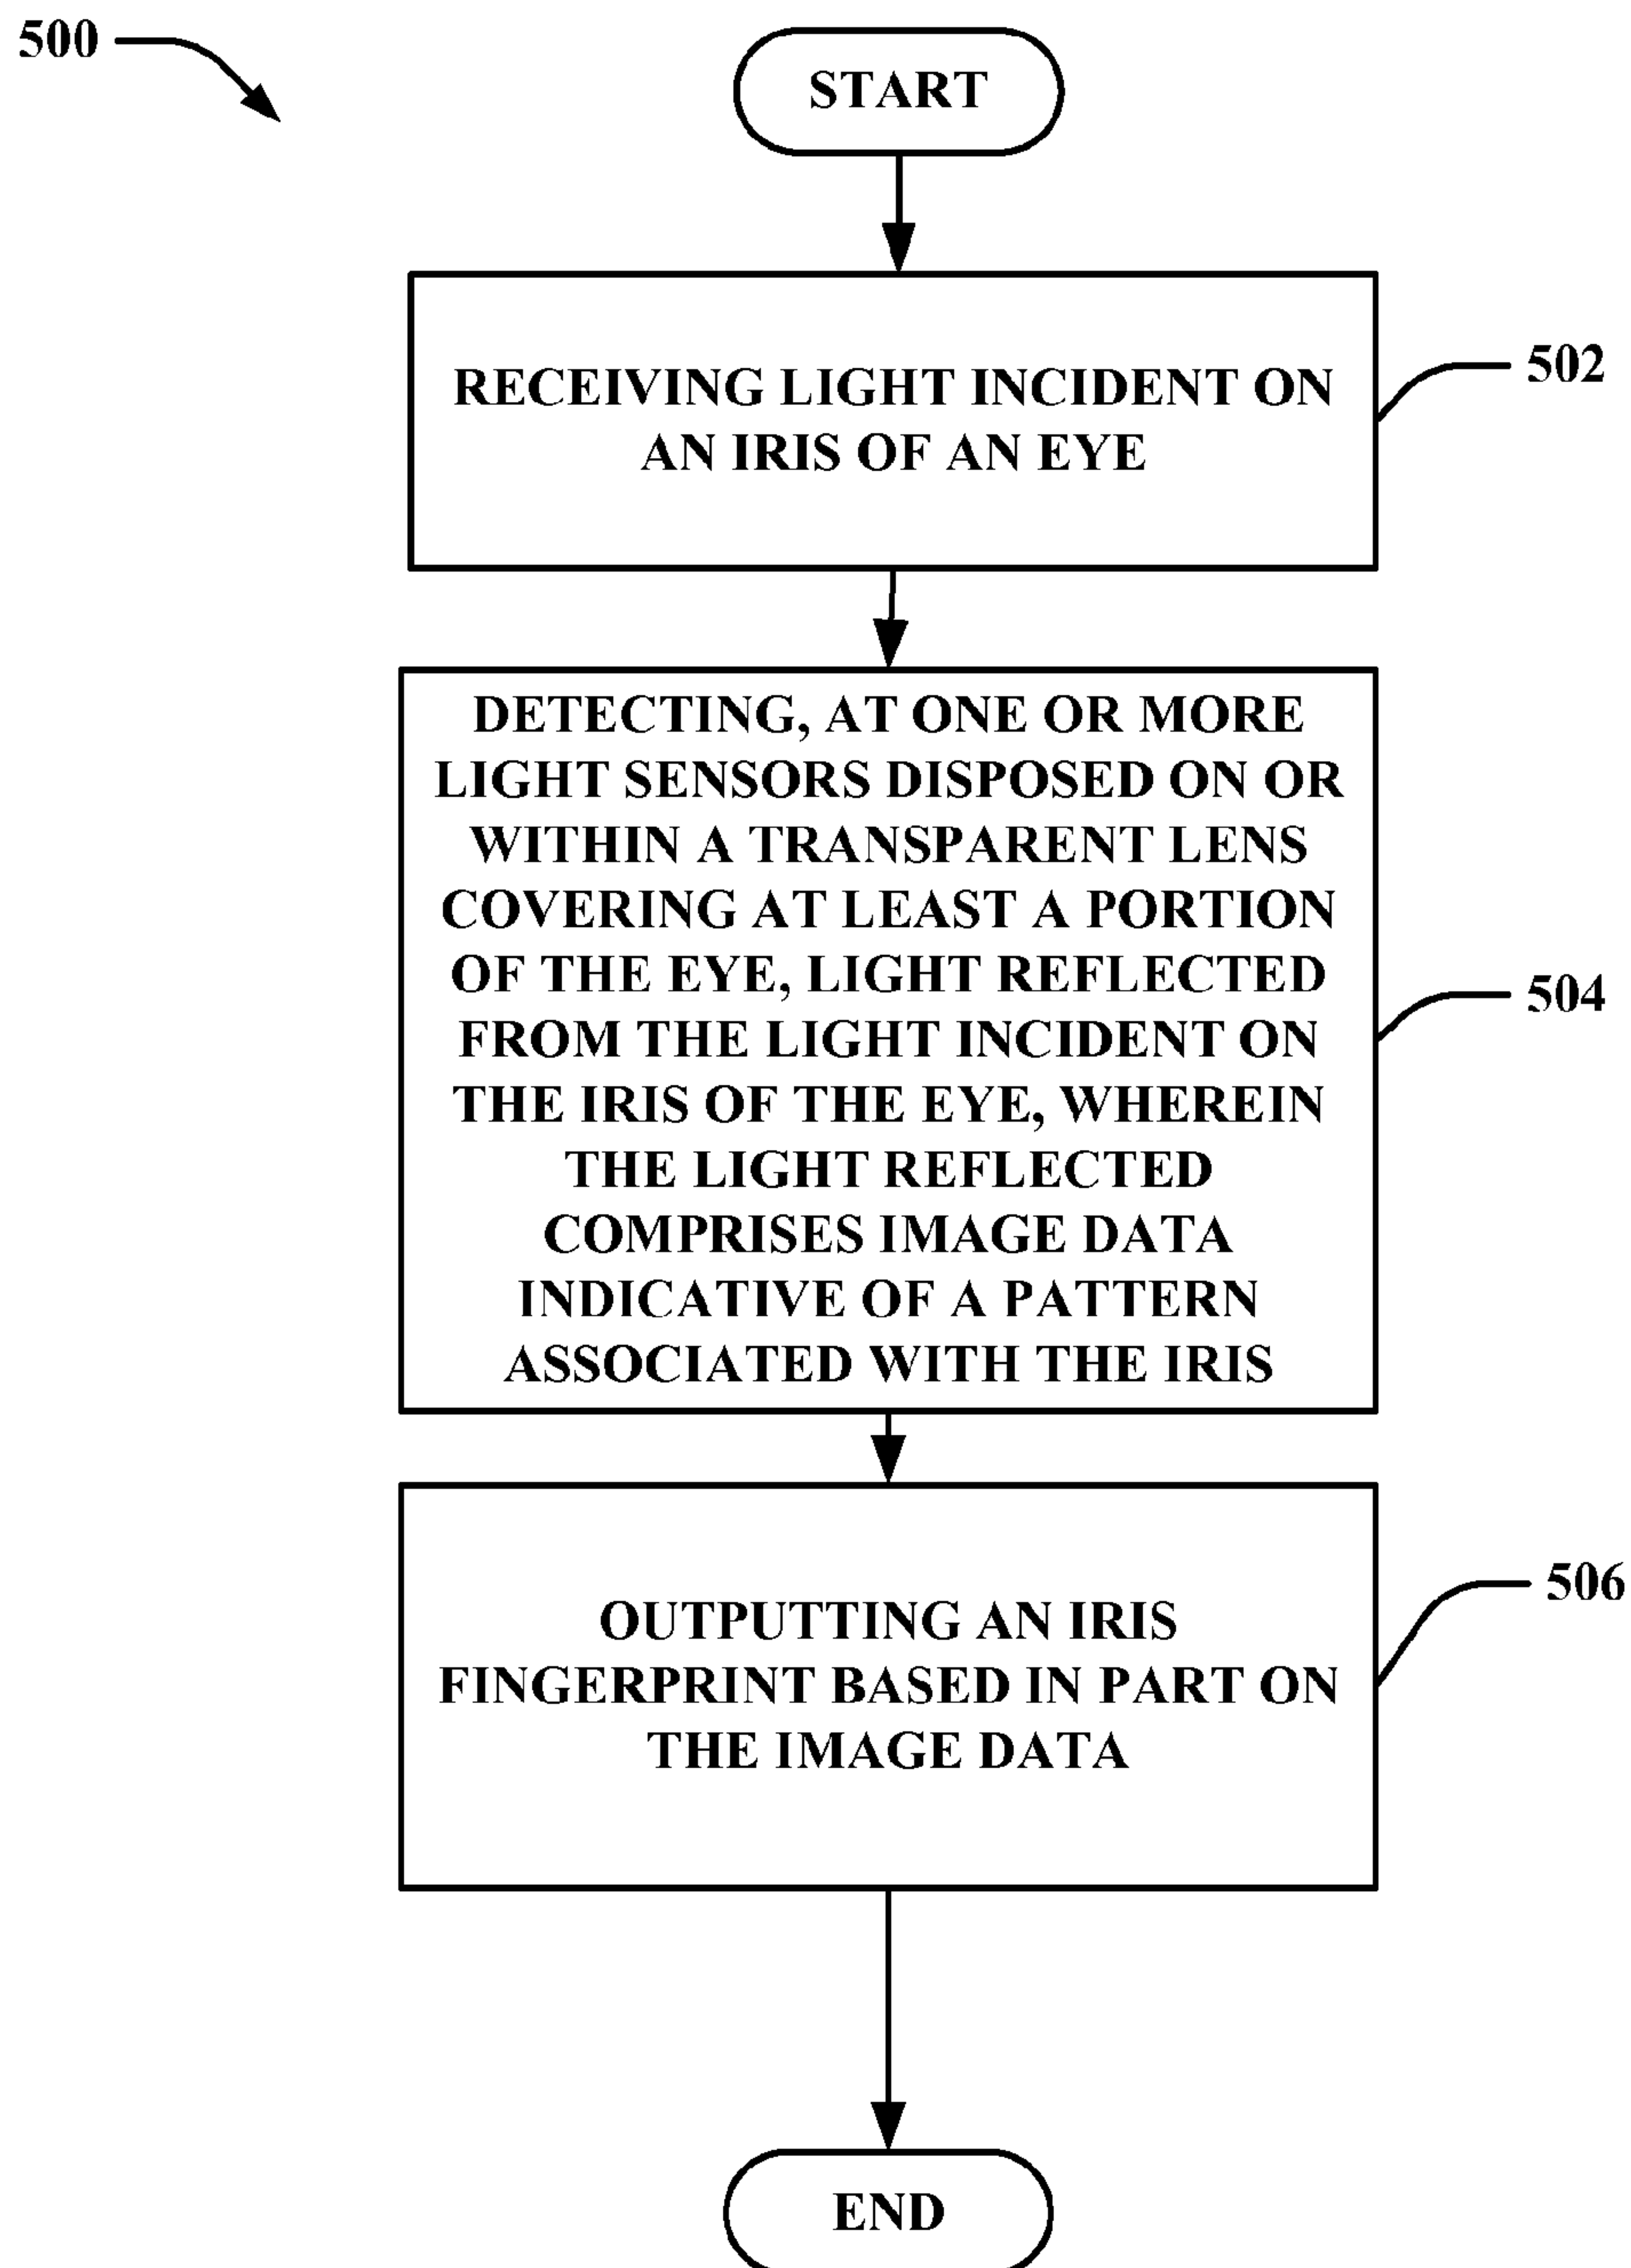 500
START
RECEIVING LIGHT INCIDENT ON
AN IRIS OF AN EYE
502
DETECTING, AT ONE OR MORE
LIGHT SENSORS DISPOSED ON OR
WITHIN A TRANSPARENT LENS
COVERING AT LEAST A PORTION
OF THE EYE, LIGHT REFLECTED
FROM THE LIGHT INCIDENT ON
THE IRIS OF THE EYE, WHEREIN
THE LIGHT REFLECTED
COMPRISES IMAGE DATA
INDICATIVE OF A PATTERN
ASSOCIATED WITH THE IRIS
504
OUTPUTTING AN IRIS
FINGERPRINT BASED IN PART ON
THE IMAGE DATA
506
END